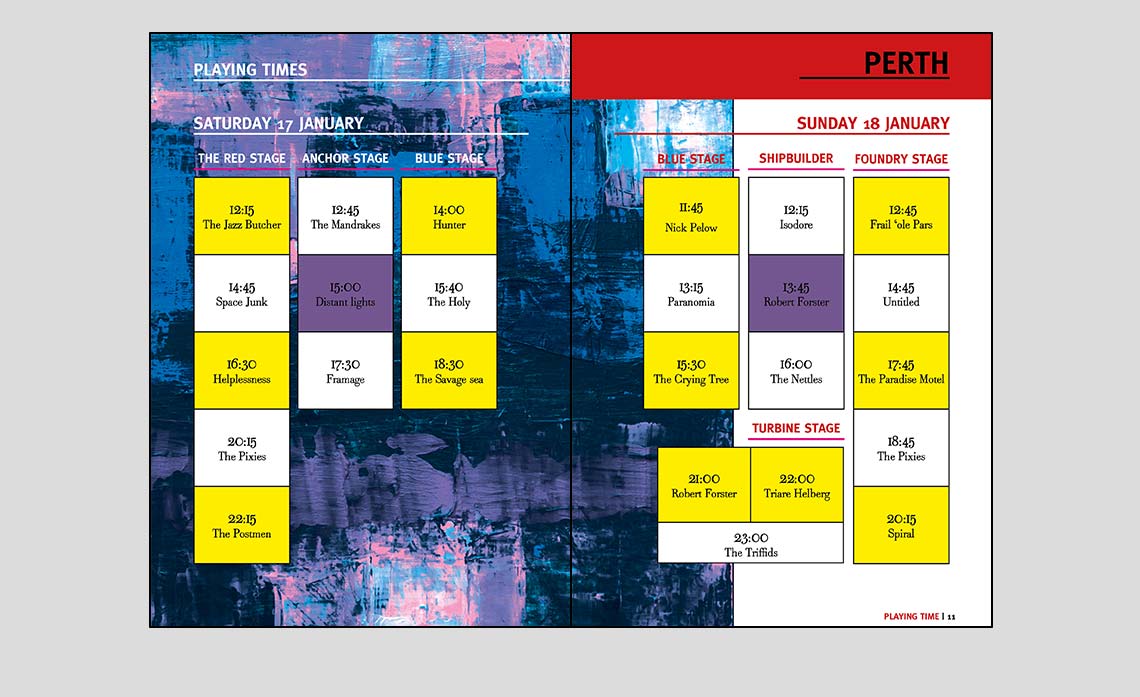 PLAYING TIMES
SATURDAY 17 JANUARY
THE RED STAGE
12:15
The Jazz Butcher
14:45
Space Junk
16:30
Helplessness
20:15
The Pixies
22:15
The Postmen
ANCHOR STAGE
12:45
The Mandrakes
15:00
Distant lights
17:30
Framage
BLUE STAGE
14:00
Hunter
15:40
The Holy
18:30
The Savage sea
PERTH
SUNDAY 18 JANUARY
BLUE STAGE
11:45
Nick Pelow
13:15
Paranomia
15:30
The Crying Tree
SHIPBUILDER
12:15
Isodore
13:45
Robert Forster
16:00
The Nettles
TURBINE STAGE
21:00
Robert Forster
22:00
Triare Helberg
23:00
The Triffids
FOUNDRY STAGE
12:45
Frail ‘ole Pars
14:45
Untitled
17:45
The Paradise Motel
18:45
The Pixies
20:15
Spiral
PLAYING TIME | 11